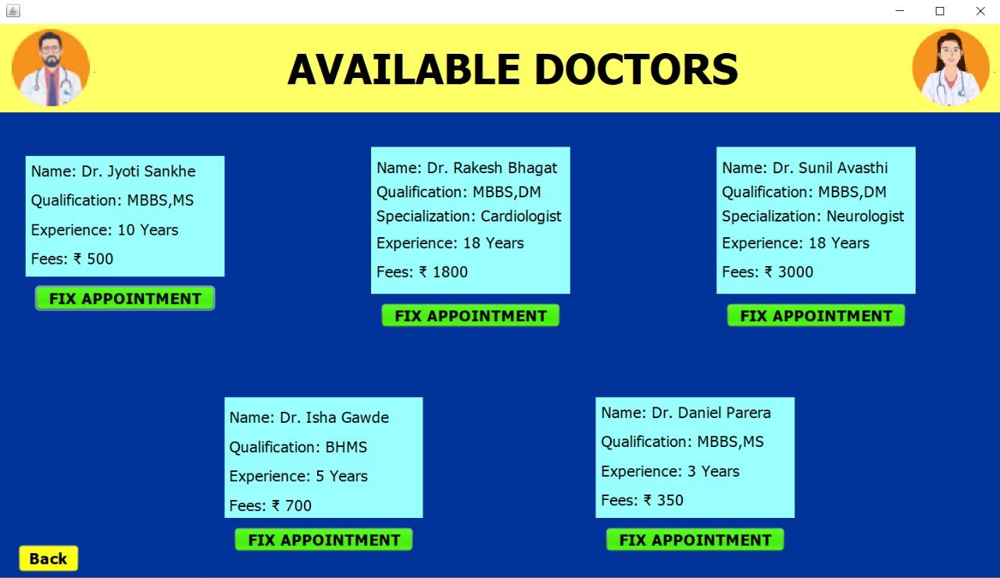 AVAILABLE DOCTORS
Name: Dr. Jyoti Sankhe
Qualification: MBBS,MS
Experience: 10 Years
Fees: ₹ 500
FIX APPOINTMENT
Name: Dr. Rakesh Bhagat
Qualification: MBBS,DM
Specialization: Cardiologist
Experience: 18 Years
Fees: ₹ 1800
FIX APPOINTMENT
Name: Dr. Sunil Avasthi
Qualification: MBBS,DM
Specialization: Neurologist
Experience: 18 Years
Fees: ₹ 3000
FIX APPOINTMENT
Name: Dr. Isha Gawde
Qualification: BHMS
Experience: 5 Years
Fees: ₹ 700
FIX APPOINTMENT
Name: Dr. Daniel Parera
Qualification: MBBS,MS
Experience: 3 Years
Fees: ₹ 350
FIX APPOINTMENT
Back